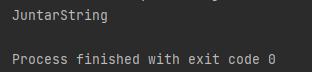 JuntarString
Process finished with exit code 0